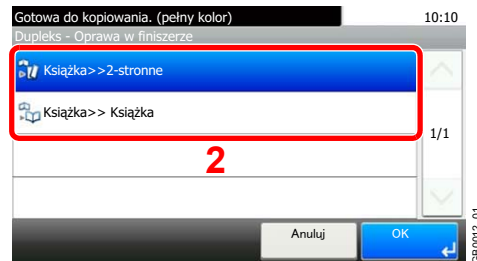 Gotowa do kopiowania. (pełny kolor) 10:10
Dupleks - Oprawa w finiszerze
Książka>>2-stronne
Książka>> Książka
1/1
2
Anuluj OK
GB0012_01